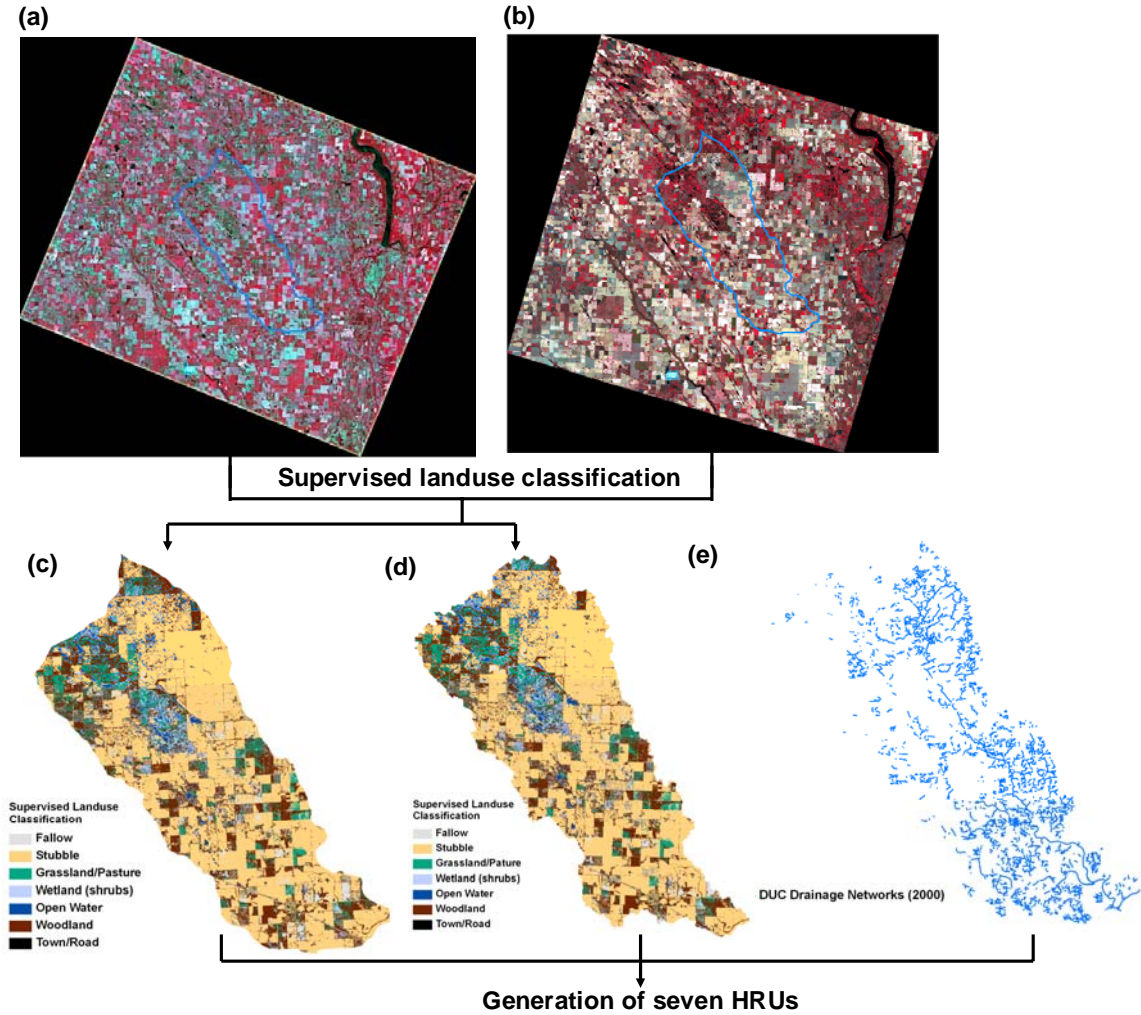 (a)
(b)
Supervised landuse classification
(c)
(d)
(e)
Supervised Landuse
Classification
Fallow
Stubble
Grassland/Pature
Wetland (shrubs)
Open Water
Woodland
Town/Road
Supervised Landuse
Classification
Fallow
Stubble
Grassland/Pature
Wetland (shrubs)
Open Water
Woodland
Town/Road
DUC Drainage Networks (2000)
Generation of seven HRUs